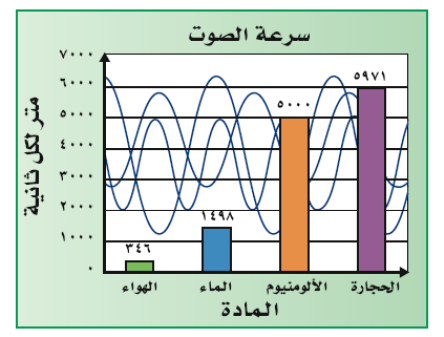 سرعة الصوت
متر لكل ثانية
٧٠٠٠
٦٠٠٠
٥٠٠٠
٤٠٠٠
٣٠٠٠
٢٠٠٠
١٠٠٠
٠
٣٤٦
١٤٩٨
٥٠٠٠
٥٩٧١
الهواء
الماء
الألومنيوم
الحجارة
المادة